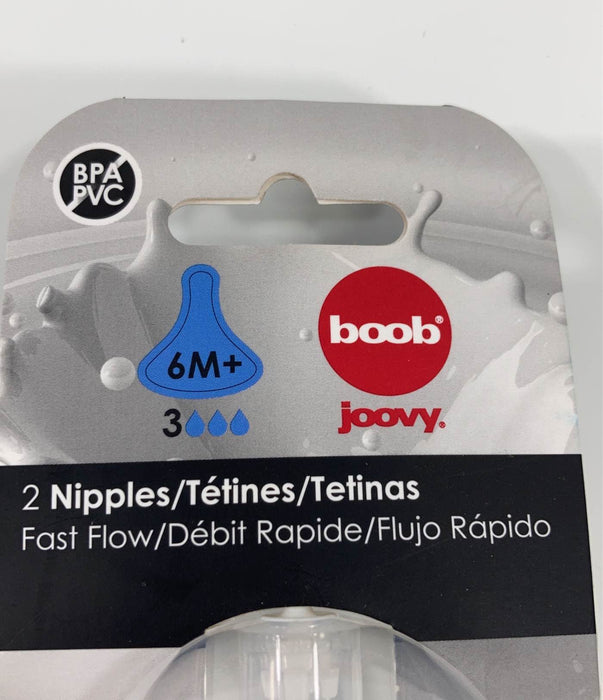 BPA
PVC
6M+
3
boob®
joovy®
2 Nipples/Tétines/Tetinas
Fast Flow/Débit Rapide/Flujo Rápido